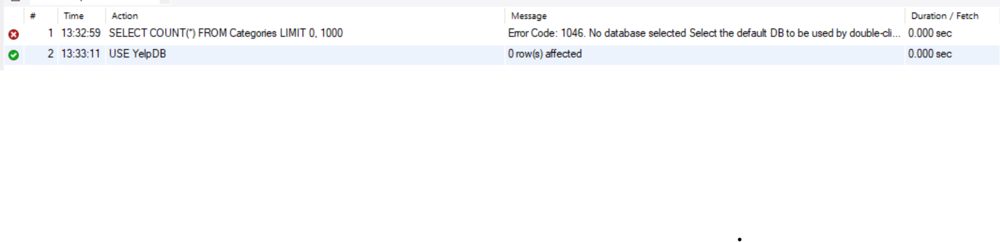 # Time Action Message Duration / Fetch
1 13:32:59 SELECT COUNT(*) FROM Categories LIMIT 0, 1000 Error Code: 1046. No database selected Select the default DB to be used by double-cli... 0.000 sec
2 13:33:11 USE YelpDB 0 row(s) affected 0.000 sec